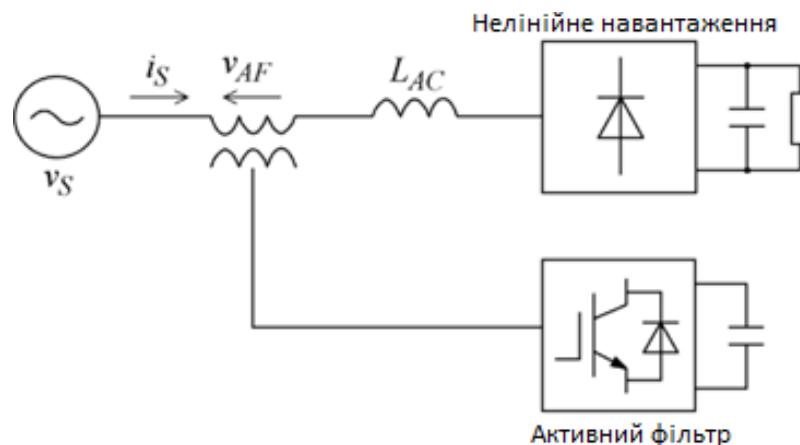 Нелінійне навантаження
i_S
v_AF
L_AC
v_S
Активний фільтр